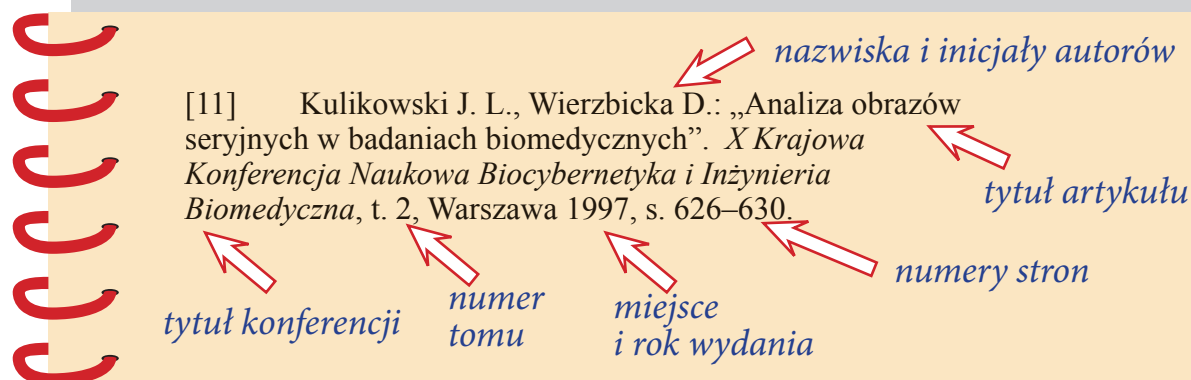 nazwiska i inicjały autorów
[11] Kulikowski J. L., Wierzbicka D.: „Analiza obrazów
seryjnych w badaniach biomedycznych”. X Krajowa
Konferencja Naukowa Biocybernetyka i Inżynieria
Biomedyczna, t. 2, Warszawa 1997, s. 626–630.
tytuł artykułu
numery stron
tytuł konferencji
numer
tomu
miejsce
i rok wydania